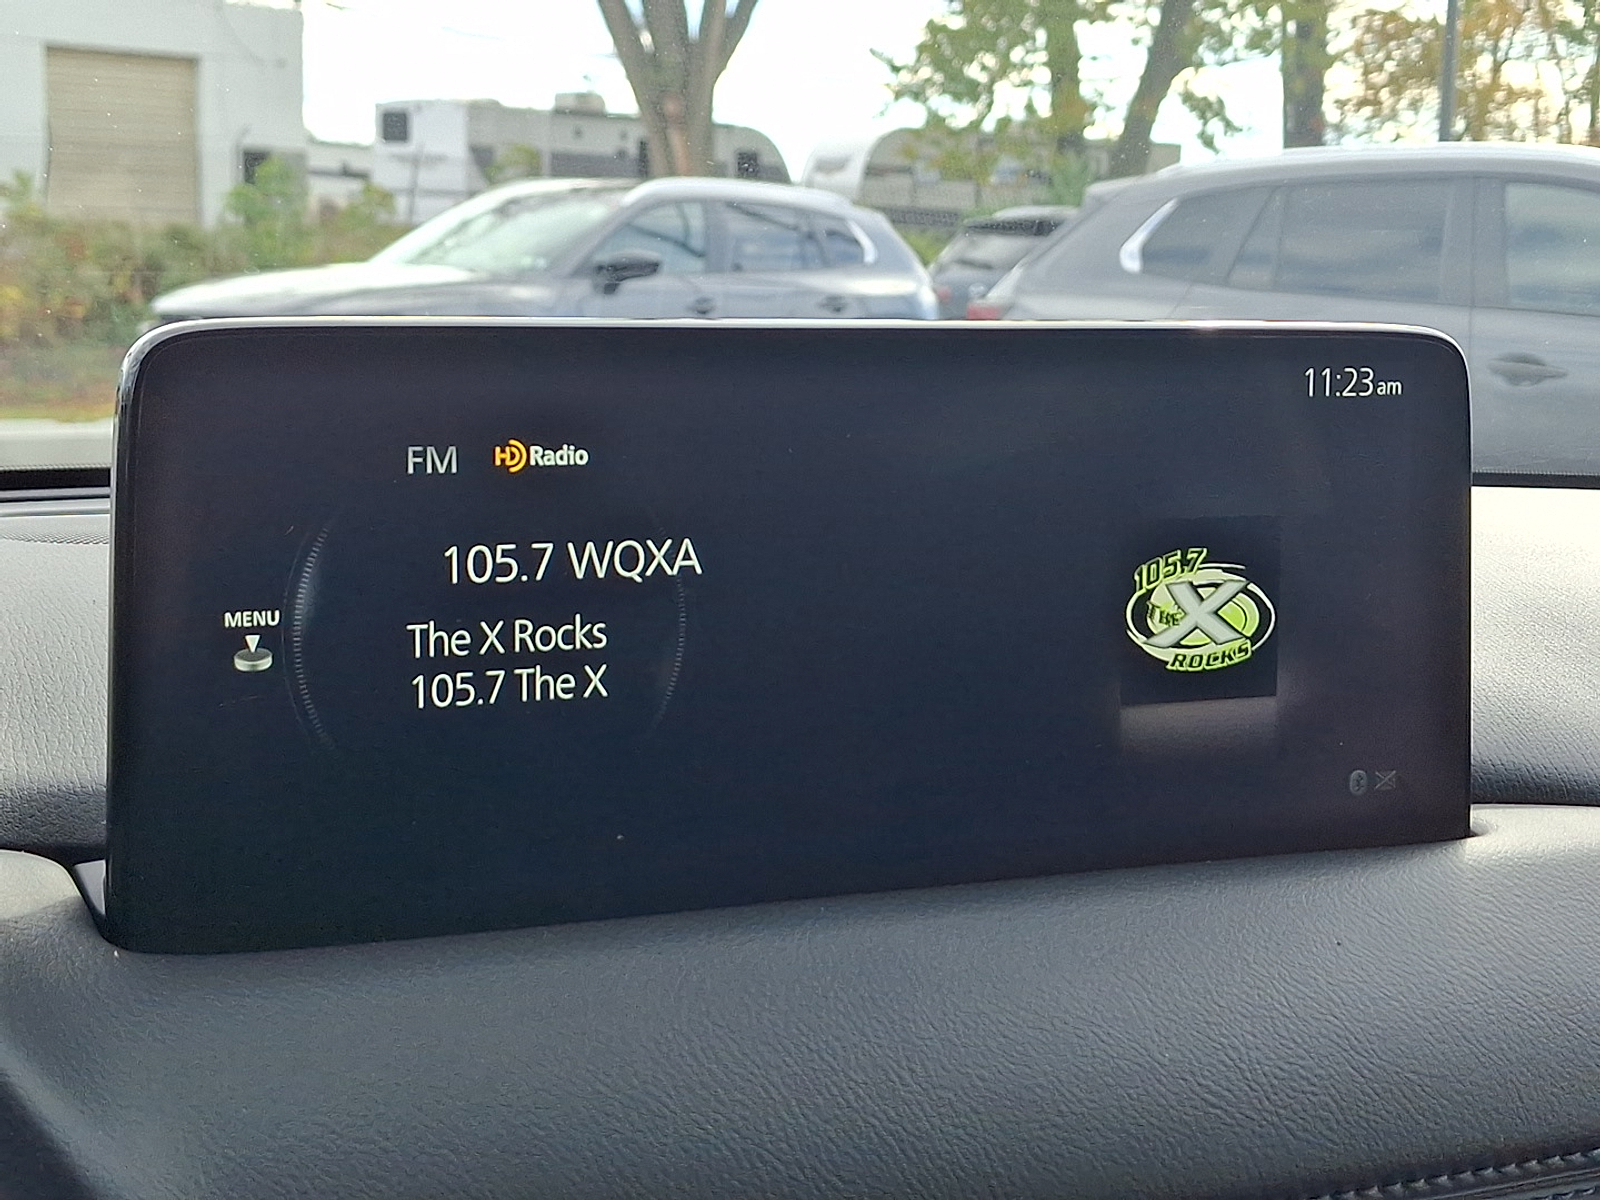 11:23am
FM HD Radio
105.7 WQXA
MENU
The X Rocks
105.7 The X
105.7
THE X
ROCKS